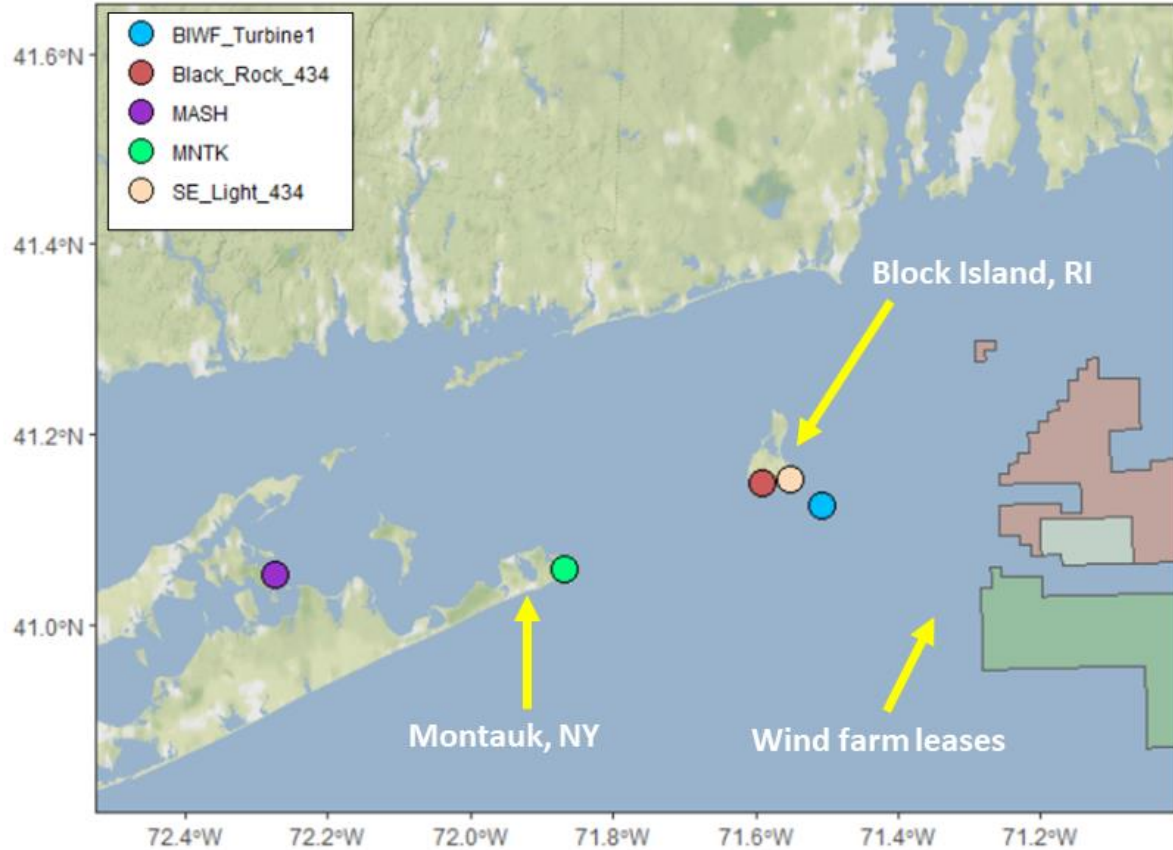 BIWF_Turbine1
Black_Rock_434
MASH
MNTK
SE_Light_434
41.6°N
41.4°N
41.2°N
41.0°N
Block Island, RI
Montauk, NY
Wind farm leases
72.4°W
72.2°W
72.0°W
71.8°W
71.6°W
71.4°W
71.2°W